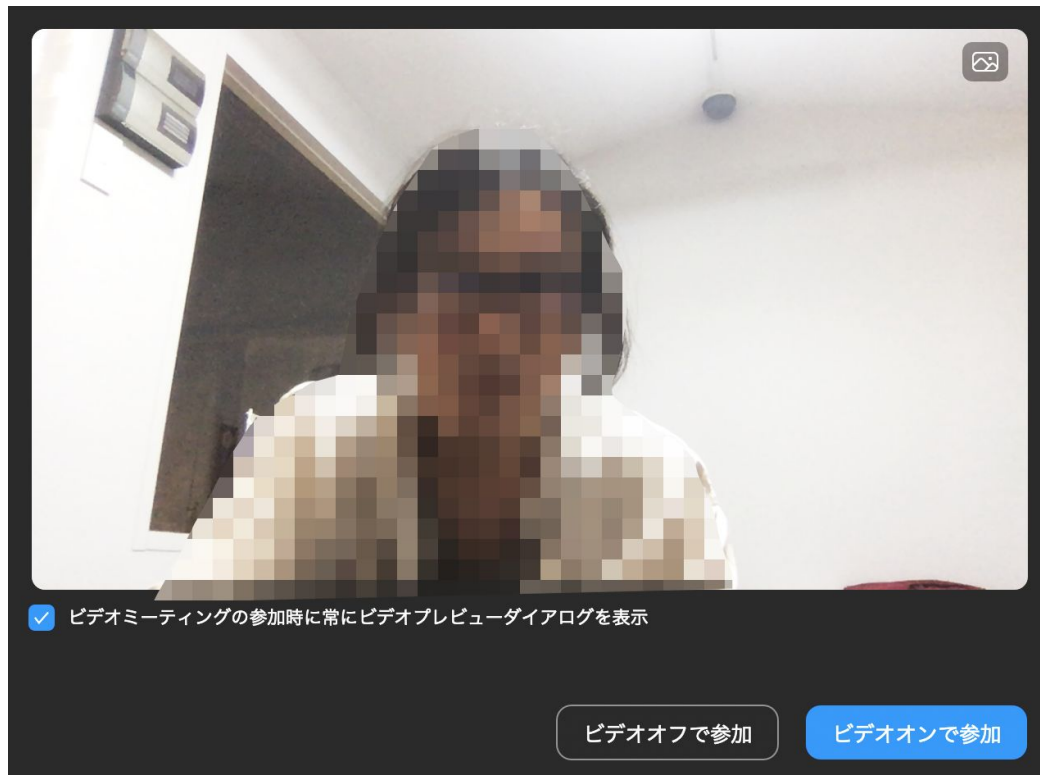 ビデオミーティングの参加時に常にビデオプレビューダイアログを表示
ビデオオフで参加
ビデオオンで参加